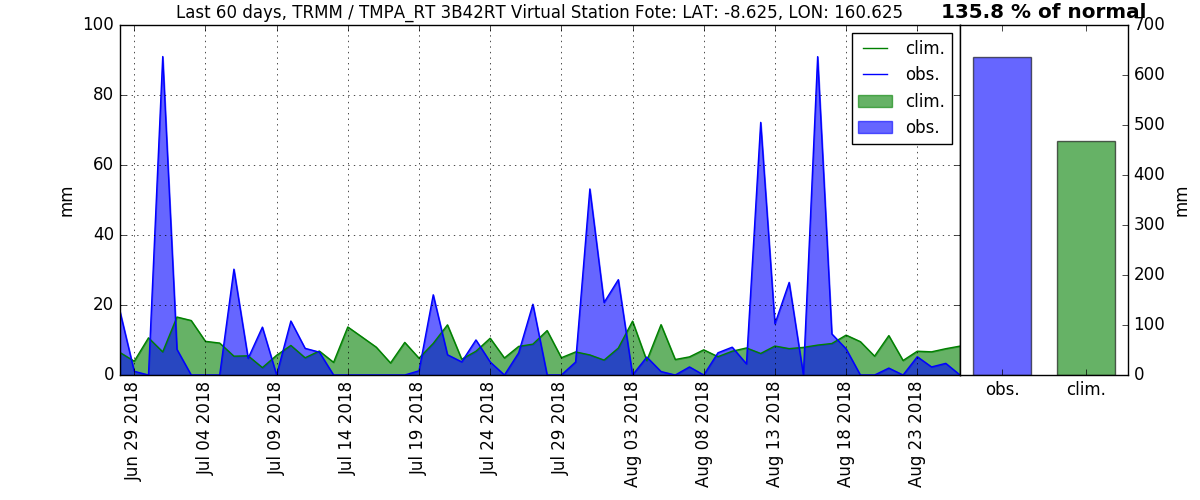 Last 60 days, TRMM / TMPA_RT 3B42RT Virtual Station Fote: LAT: -8.625, LON: 160.625
135.8 % of normal
100
80
60
40
20
0
mm
clim.
obs.
clim.
obs.
Jun 29 2018
Jul 04 2018
Jul 09 2018
Jul 14 2018
Jul 19 2018
Jul 24 2018
Jul 29 2018
Aug 03 2018
Aug 08 2018
Aug 13 2018
Aug 18 2018
Aug 23 2018
700
600
500
400
300
200
100
0
mm
obs.
clim.